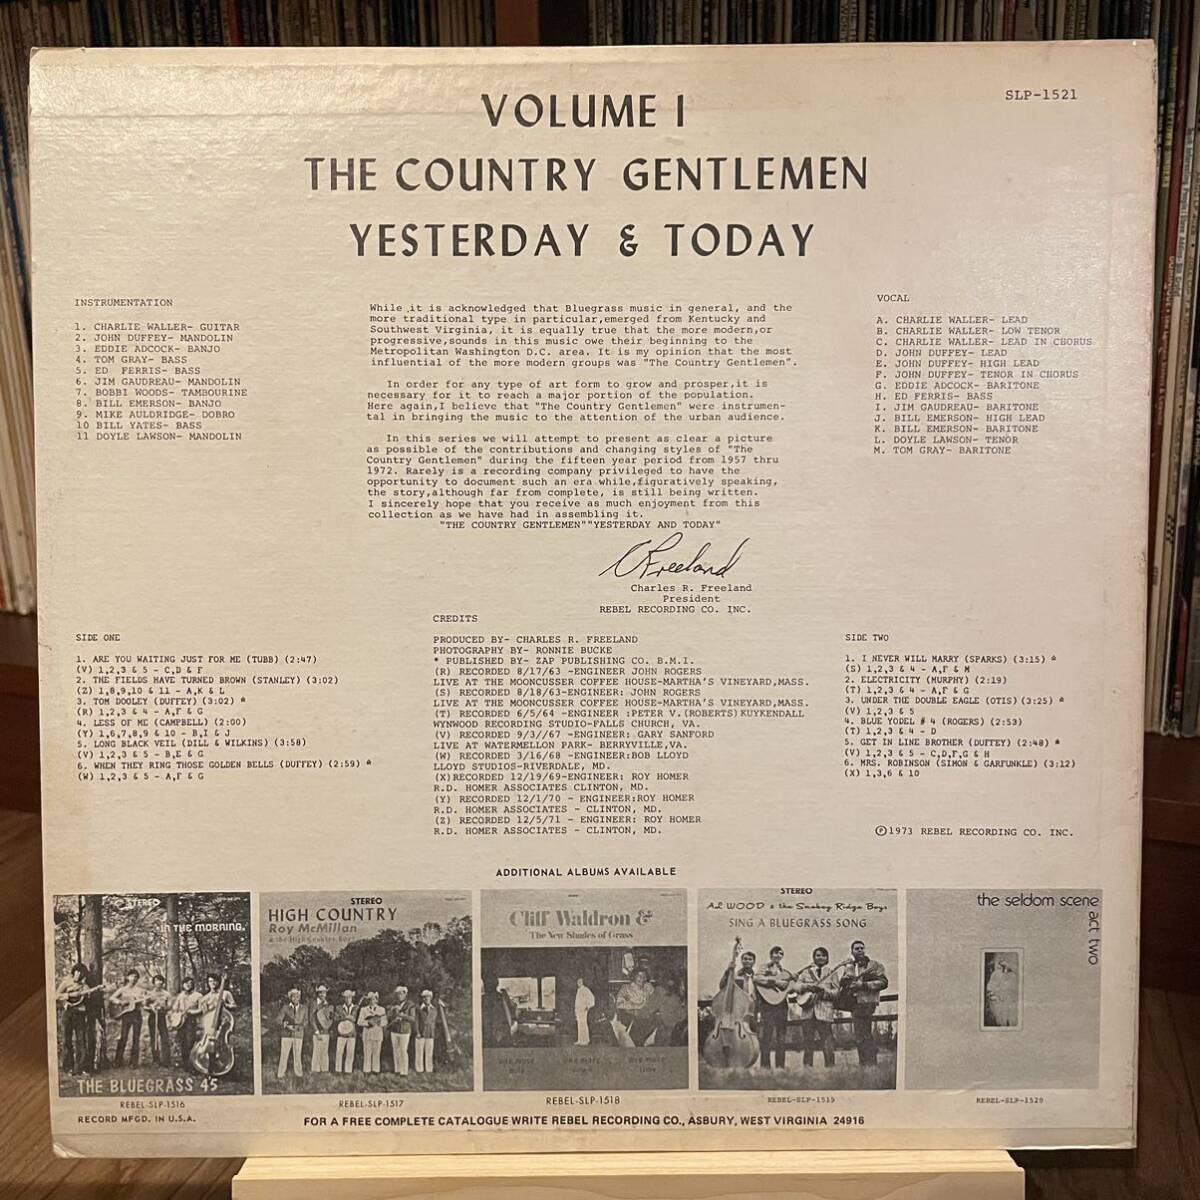 SLP-1521
VOLUME I
THE COUNTRY GENTLEMEN
YESTERDAY & TODAY
INSTRUMENTATION
1. CHARLIE WALLER- GUITAR
2. JOHN DUFFEY- MANDOLIN
3. EDDIE ADCOCK- BANJO
4. TOM GRAY- BASS
5. ED FERRIS- BASS
6. JIM GAUDREAU- MANDOLIN
7. BOBBI WOODS- TAMBOURINE
8. BILL EMERSON- BANJO
9. MIKE AULDRIDGE- DOBRO
10 BILL YATES- BASS
11 DOYLE LAWSON- MANDOLIN
While it is acknowledged that Bluegrass music in general, and the
more traditional type in particular,emerged from Kentucky and
Southwest Virginia, it is equally true that the more modern,or
progressive,sounds in this music owe their beginning to the
Metropolitan Washington D.C. area. It is my opinion that the most
influential of the more modern groups was "The Country Gentlemen".
In order for any type of art form to grow and prosper,it is
necessary for it to reach a major portion of the population.
Here again,I believe that "The Country Gentlemen" were instrumen-
tal in bringing the music to the attention of the urban audience.
In this series we will attempt to present as clear a picture
as possible of the contributions and changing styles of "The
Country Gentlemen" during the fifteen year period from 1957 thru
1972. Rarely is a recording company privileged to have the
opportunity to document such an era while,figuratively speaking,
the story,although far from complete, is still being written.
I sincerely hope that you receive as much enjoyment from this
collection as we have had in assembling it.
"THE COUNTRY GENTLEMEN""YESTERDAY AND TODAY"
CFreeland
Charles R. Freeland
President
REBEL RECORDING CO. INC.
VOCAL
A. CHARLIE WALLER- LEAD
B. CHARLIE WALLER- LOW TENOR
C. CHARLIE WALLER- LEAD IN CHORUS
D. JOHN DUFFEY- LEAD
E. JOHN DUFFEY- HIGH LEAD
F. JOHN DUFFEY- TENOR IN CHORUS
G. EDDIE ADCOCK- BARITONE
H. ED FERRIS- BASS
I. JIM GAUDREAU- BARITONE
J. BILL EMERSON- HIGH LEAD
K. BILL EMERSON- BARITONE
L. DOYLE LAWSON- TENOR
M. TOM GRAY- BARITONE
SIDE ONE
1. ARE YOU WAITING JUST FOR ME (TUBB) (2:47)
(V) 1,2,3 & 5 - C,D & F
2. THE FIELDS HAVE TURNED BROWN (STANLEY) (3:02)
(Z) 1,8,9,10 & 11 - A,K & L
3. TOM DOOLEY (DUFFEY) (3:02) *
(R) 1,2,3 & 4 - A,F & G
4. LESS OF ME (CAMPBELL) (2:00)
(Y) 1,6,7,8,9 & 10 - B,I & J
5. LONG BLACK VEIL (DILL & WILKINS) (3:58)
(V) 1,2,3 & 5 - B,E & G
6. WHEN THEY RING THOSE GOLDEN BELLS (DUFFEY) (2:59) *
(W) 1,2,3 & 5 - A,F & G
CREDITS
PRODUCED BY- CHARLES R. FREELAND
PHOTOGRAPHY BY- RONNIE BUCKE
* PUBLISHED BY- ZAP PUBLISHING CO. B.M.I.
(R) RECORDED 8/17/63 -ENGINEER JOHN ROGERS
LIVE AT THE MOONCUSSER COFFEE HOUSE-MARTHA'S VINEYARD,MASS.
(S) RECORDED 8/18/63-ENGINEER: JOHN ROGERS
LIVE AT THE MOONCUSSER COFFEE HOUSE-MARTHA'S VINEYARD,MASS.
(T) RECORDED 6/5/64 -ENGINEER :PETER V.(ROBERTS) KUYKENDALL
WYNWOOD RECORDING STUDIO-FALLS CHURCH, VA.
(V) RECORDED 9/3//67 -ENGINEER: GARY SANFORD
LIVE AT WATERMELLON PARK- BERRYVILLE,VA.
(W) RECORDED 3/16/68 -ENGINEER:BOB LLOYD
LLOYD STUDIOS-RIVERDALE, MD.
(X)RECORDED 12/19/69-ENGINEER: ROY HOMER
R.D. HOMER ASSOCIATES CLINTON, MD.
(Y) RECORDED 12/1/70 - ENGINEER:ROY HOMER
R.D. HOMER ASSOCIATES - CLINTON, MD.
(Z) RECORDED 12/5/71 - ENGINEER: ROY HOMER
R.D. HOMER ASSOCIATES - CLINTON, MD.
SIDE TWO
1. I NEVER WILL MARRY (SPARKS) (3:15) *
(S) 1,2,3 & 4 - A,F & M
2. ELECTRICITY (MURPHY) (2:19)
(T) 1,2,3 & 4 - A,F & G
3. UNDER THE DOUBLE EAGLE (OTIS) (3:25) *
(V) 1,2,3 & 5
4. BLUE YODEL # 4 (ROGERS) (2:53)
(T) 1,2,3 & 4 - D
5. GET IN LINE BROTHER (DUFFEY) (2:48) *
(V) 1,2,3 & 5 - C,D,F,G & H
6. MRS. ROBINSON (SIMON & GARFUNKLE) (3:12)
(X) 1,3,6 & 10
Ⓟ1973 REBEL RECORDING CO. INC.
ADDITIONAL ALBUMS AVAILABLE
STEREO
IN THE MORNING.
THE BLUEGRASS 45
REBEL-SLP-1516
STEREO
HIGH COUNTRY
Roy McMillan
& the High Country Boys
REBEL-SLP-1517
Cliff Waldron &
The New Shades of Grass
one more
one more
one more
time
REBEL-SLP-1518
STEREO
AL WOOD & the Smokey Ridge Boys
SING A BLUEGRASS SONG
REBEL-SLP-1519
the seldom scene
act two
REBEL-SLP-1520
RECORD MFGD. IN U.S.A.
FOR A FREE COMPLETE CATALOGUE WRITE REBEL RECORDING CO., ASBURY, WEST VIRGINIA 24916